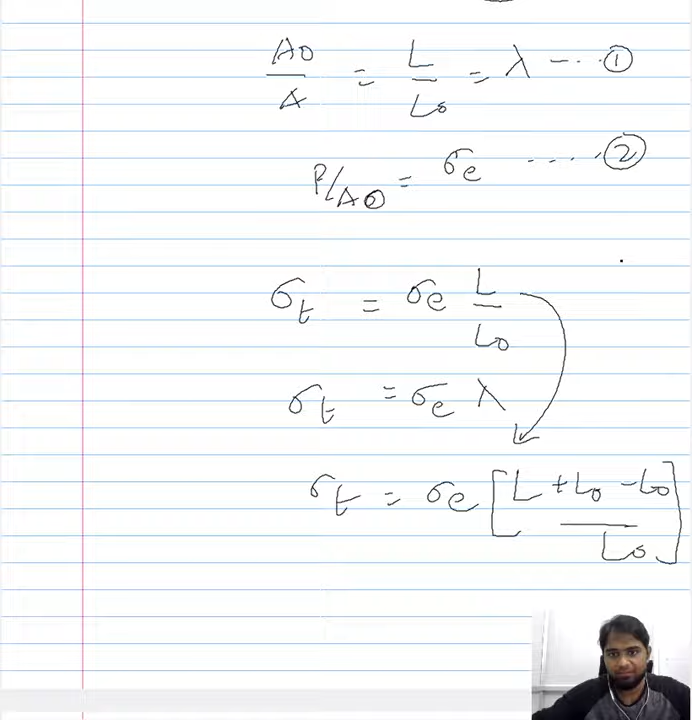 A0/A = L/L0 = λ --- ①
P/A0 = σe ---- ②
σt = σe L/L0
σt = σe λ
σt = σe [L + L0 - L0 / L0]